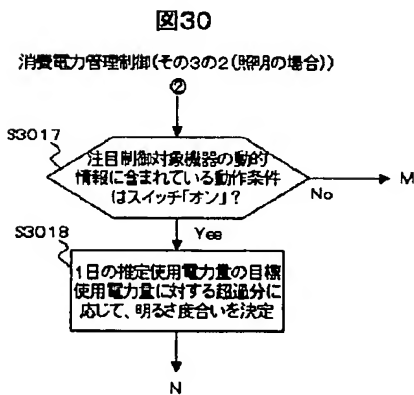 図30
消費電力管理制御(その3の2(照明の場合))
②
S3017
注目制御対象機器の動的
情報に含まれている動作条件
はスイッチ「オン」?
No
M
Yes
S3018
1日の推定使用電力量の目標
使用電力量に対する超過分に
応じて、明るさ度合いを決定
N